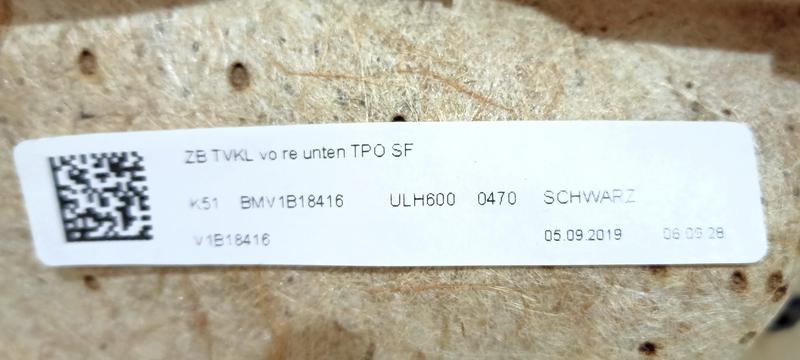 ZB TVKL vo re unten TPO SF
K51 BMV1B18416 ULH600 0470 SCHWARZ
V1B18416 05.09.2019 06:09:28